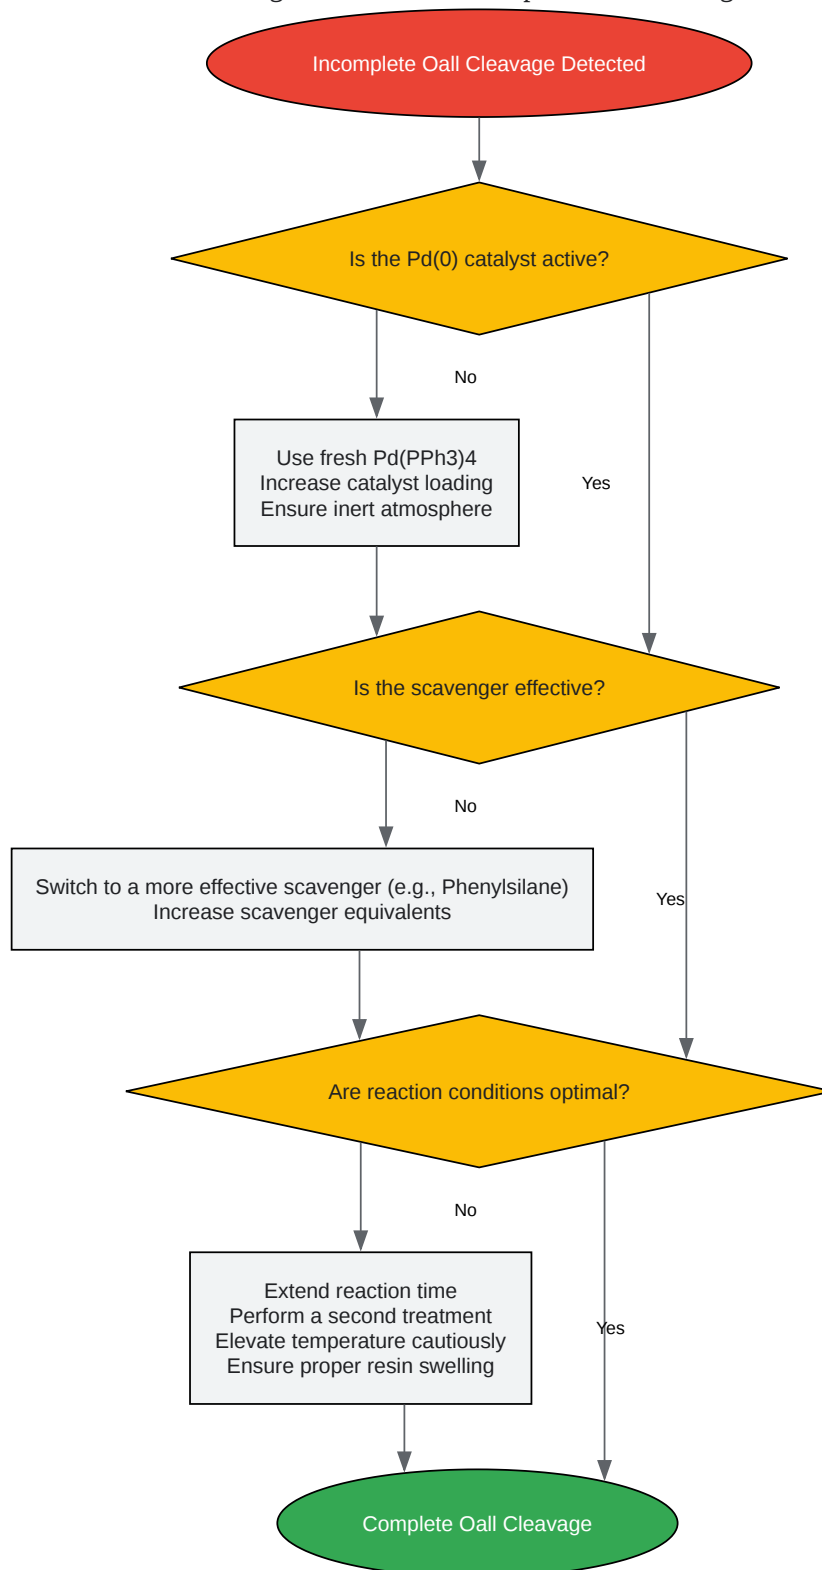 Incomplete Oall Cleavage Detected
Is the Pd(0) catalyst active?
No
Use fresh Pd(PPh3)4
Increase catalyst loading
Ensure inert atmosphere
Yes
Is the scavenger effective?
No
Switch to a more effective scavenger (e.g., Phenylsilane)
Increase scavenger equivalents
Yes
Are reaction conditions optimal?
No
Extend reaction time
Perform a second treatment
Elevate temperature cautiously
Ensure proper resin swelling
Yes
Complete Oall Cleavage